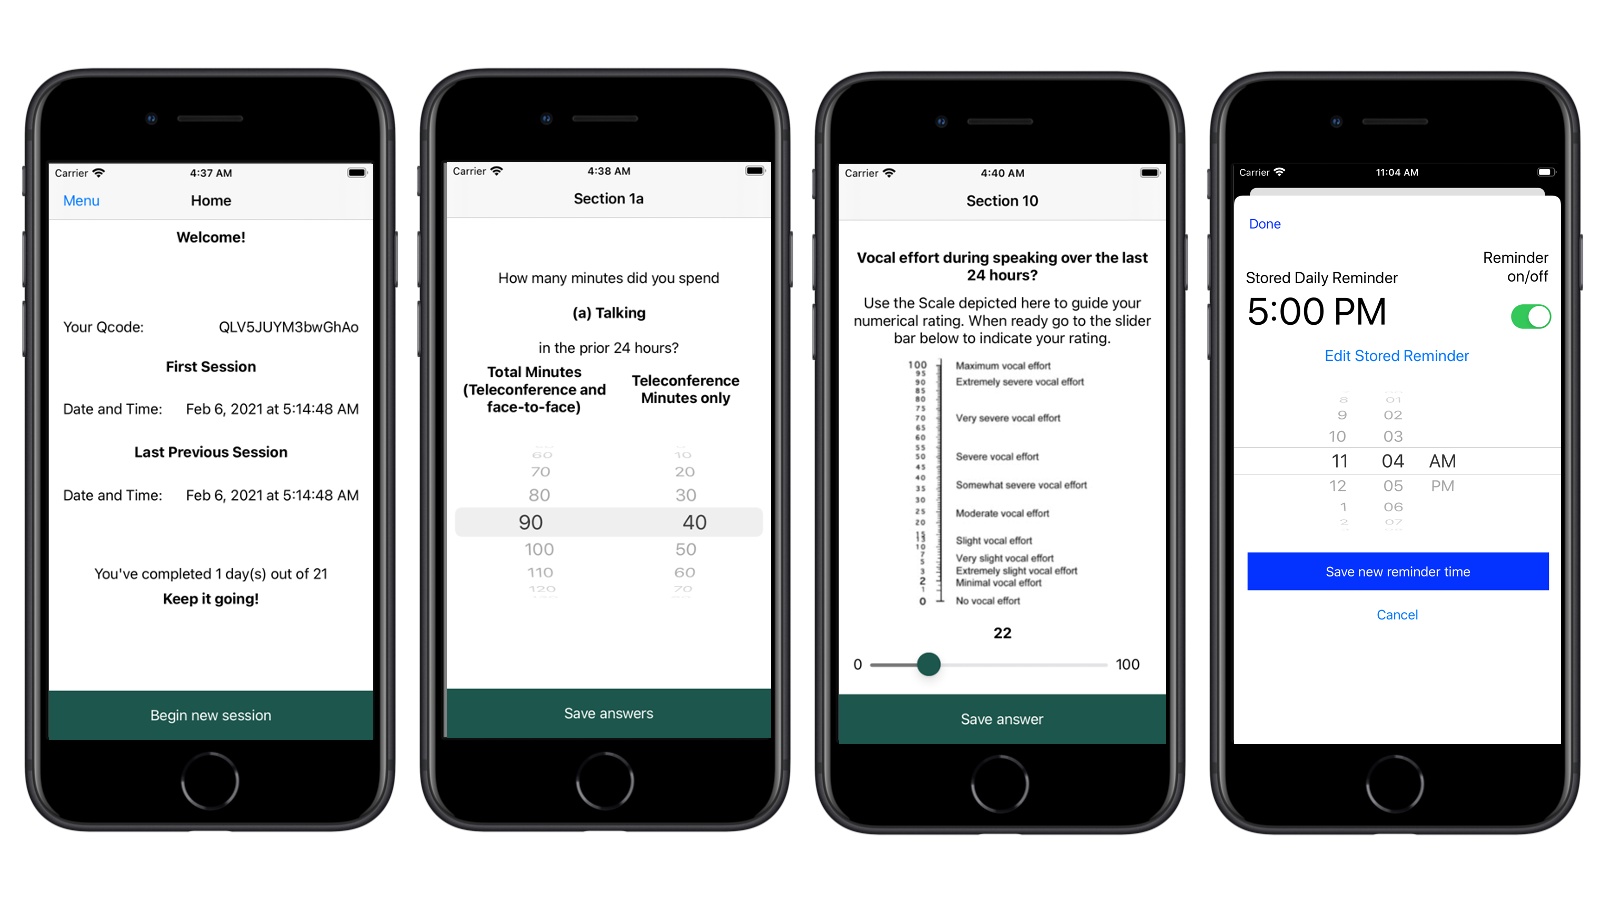 Carrier 4:37 AM
Menu Home
Welcome!
Your Qcode: QLV5JUYM3bwGhAo
First Session
Date and Time: Feb 6, 2021 at 5:14:48 AM
Last Previous Session
Date and Time: Feb 6, 2021 at 5:14:48 AM
You've completed 1 day(s) out of 21
Keep it going!
Begin new session
Carrier 4:38 AM
Section 1a
How many minutes did you spend
(a) Talking
in the prior 24 hours?
Total Minutes
(Teleconference and
face-to-face)
Teleconference
Minutes only
60 10
70 20
80 30
90 40
100 50
110 60
120 70
Save answers
Carrier 4:40 AM
Section 10
Vocal effort during speaking over the last
24 hours?
Use the Scale depicted here to guide your
numerical rating. When ready go to the slider
bar below to indicate your rating.
100 Maximum vocal effort
95
90 Extremely severe vocal effort
85
80
75
70 Very severe vocal effort
65
60
55
50 Severe vocal effort
45
40
35 Somewhat severe vocal effort
30
25 Moderate vocal effort
20
15
13 Slight vocal effort
10
7 Very slight vocal effort
5
3 Extremely slight vocal effort
2 Minimal vocal effort
1
0 No vocal effort
22
0 100
Save answer
Carrier 11:04 AM
Done
Reminder
on/off
Stored Daily Reminder
5:00 PM
Edit Stored Reminder
8 01
9 02
10 03
11 04 AM
12 05 PM
1 06
2 07
Save new reminder time
Cancel